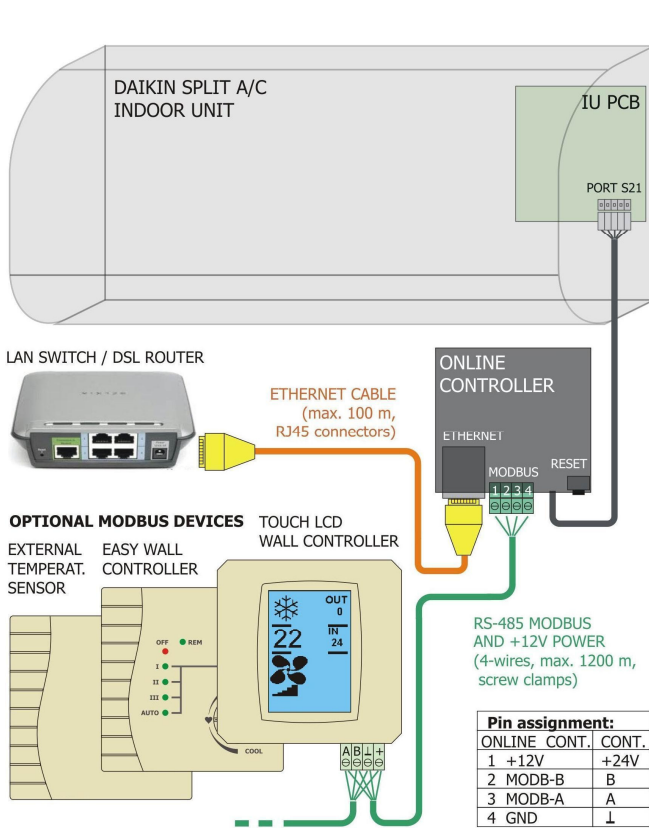 DAIKIN SPLIT A/C
INDOOR UNIT
IU PCB
PORT S21
LAN SWITCH / DSL ROUTER
ETHERNET CABLE
(max. 100 m,
RJ45 connectors)
ONLINE
CONTROLLER
ETHERNET
MODBUS
RESET
1 2 3 4
OPTIONAL MODBUS DEVICES
EXTERNAL
TEMPERAT.
SENSOR
EASY WALL
CONTROLLER
TOUCH LCD
WALL CONTROLLER
OFF
REM
I
II
III
AUTO
COOL
OUT
0
22
IN
24
A B ⊥ +
RS-485 MODBUS
AND +12V POWER
(4-wires, max. 1200 m,
screw clamps)
Pin assignment:
ONLINE CONT. CONT.
1 +12V +24V
2 MODB-B B
3 MODB-A A
4 GND ⊥